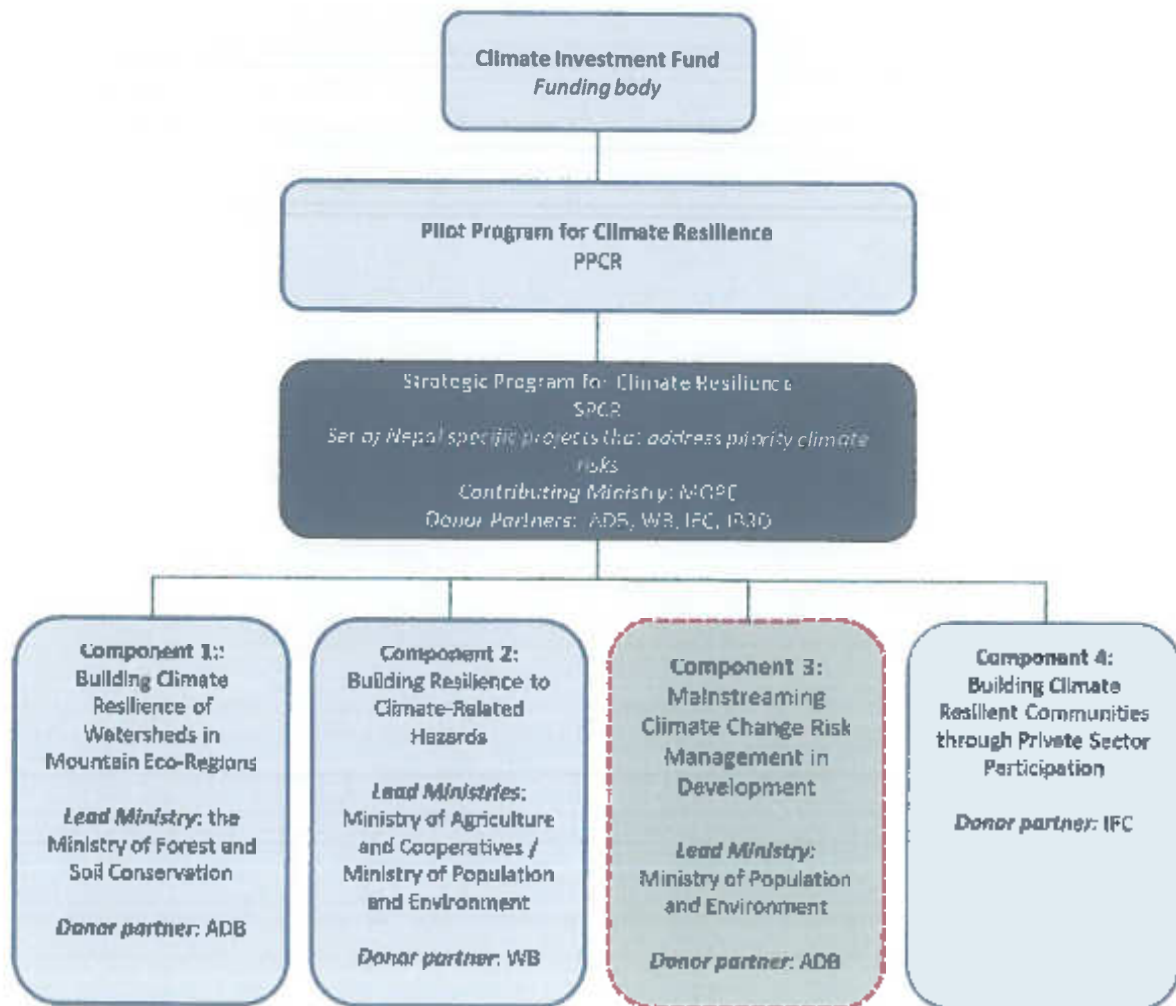 Climate Investment Fund
Funding body
Pilot Program for Climate Resilience
PPCR
Strategic Program for Climate Resilience
SPCR
Set of Nepal specific projects that address priority climate
risks
Contributing Ministry: MOPE
Donor Partners: ADB, WB, IFC, IBRD
Component 1::
Building Climate
Resilience of
Watersheds in
Mountain Eco-Regions
Lead Ministry: the
Ministry of Forest and
Soil Conservation
Donor partner: ADB
Component 2:
Building Resilience to
Climate-Related
Hazards
Lead Ministries:
Ministry of Agriculture
and Cooperatives /
Ministry of Population
and Environment
Donor partner: WB
Component 3:
Mainstreaming
Climate Change Risk
Management in
Development
Lead Ministry:
Ministry of Population
and Environment
Donor partner: ADB
Component 4:
Building Climate
Resilient Communities
through Private Sector
Participation
Donor partner: IFC